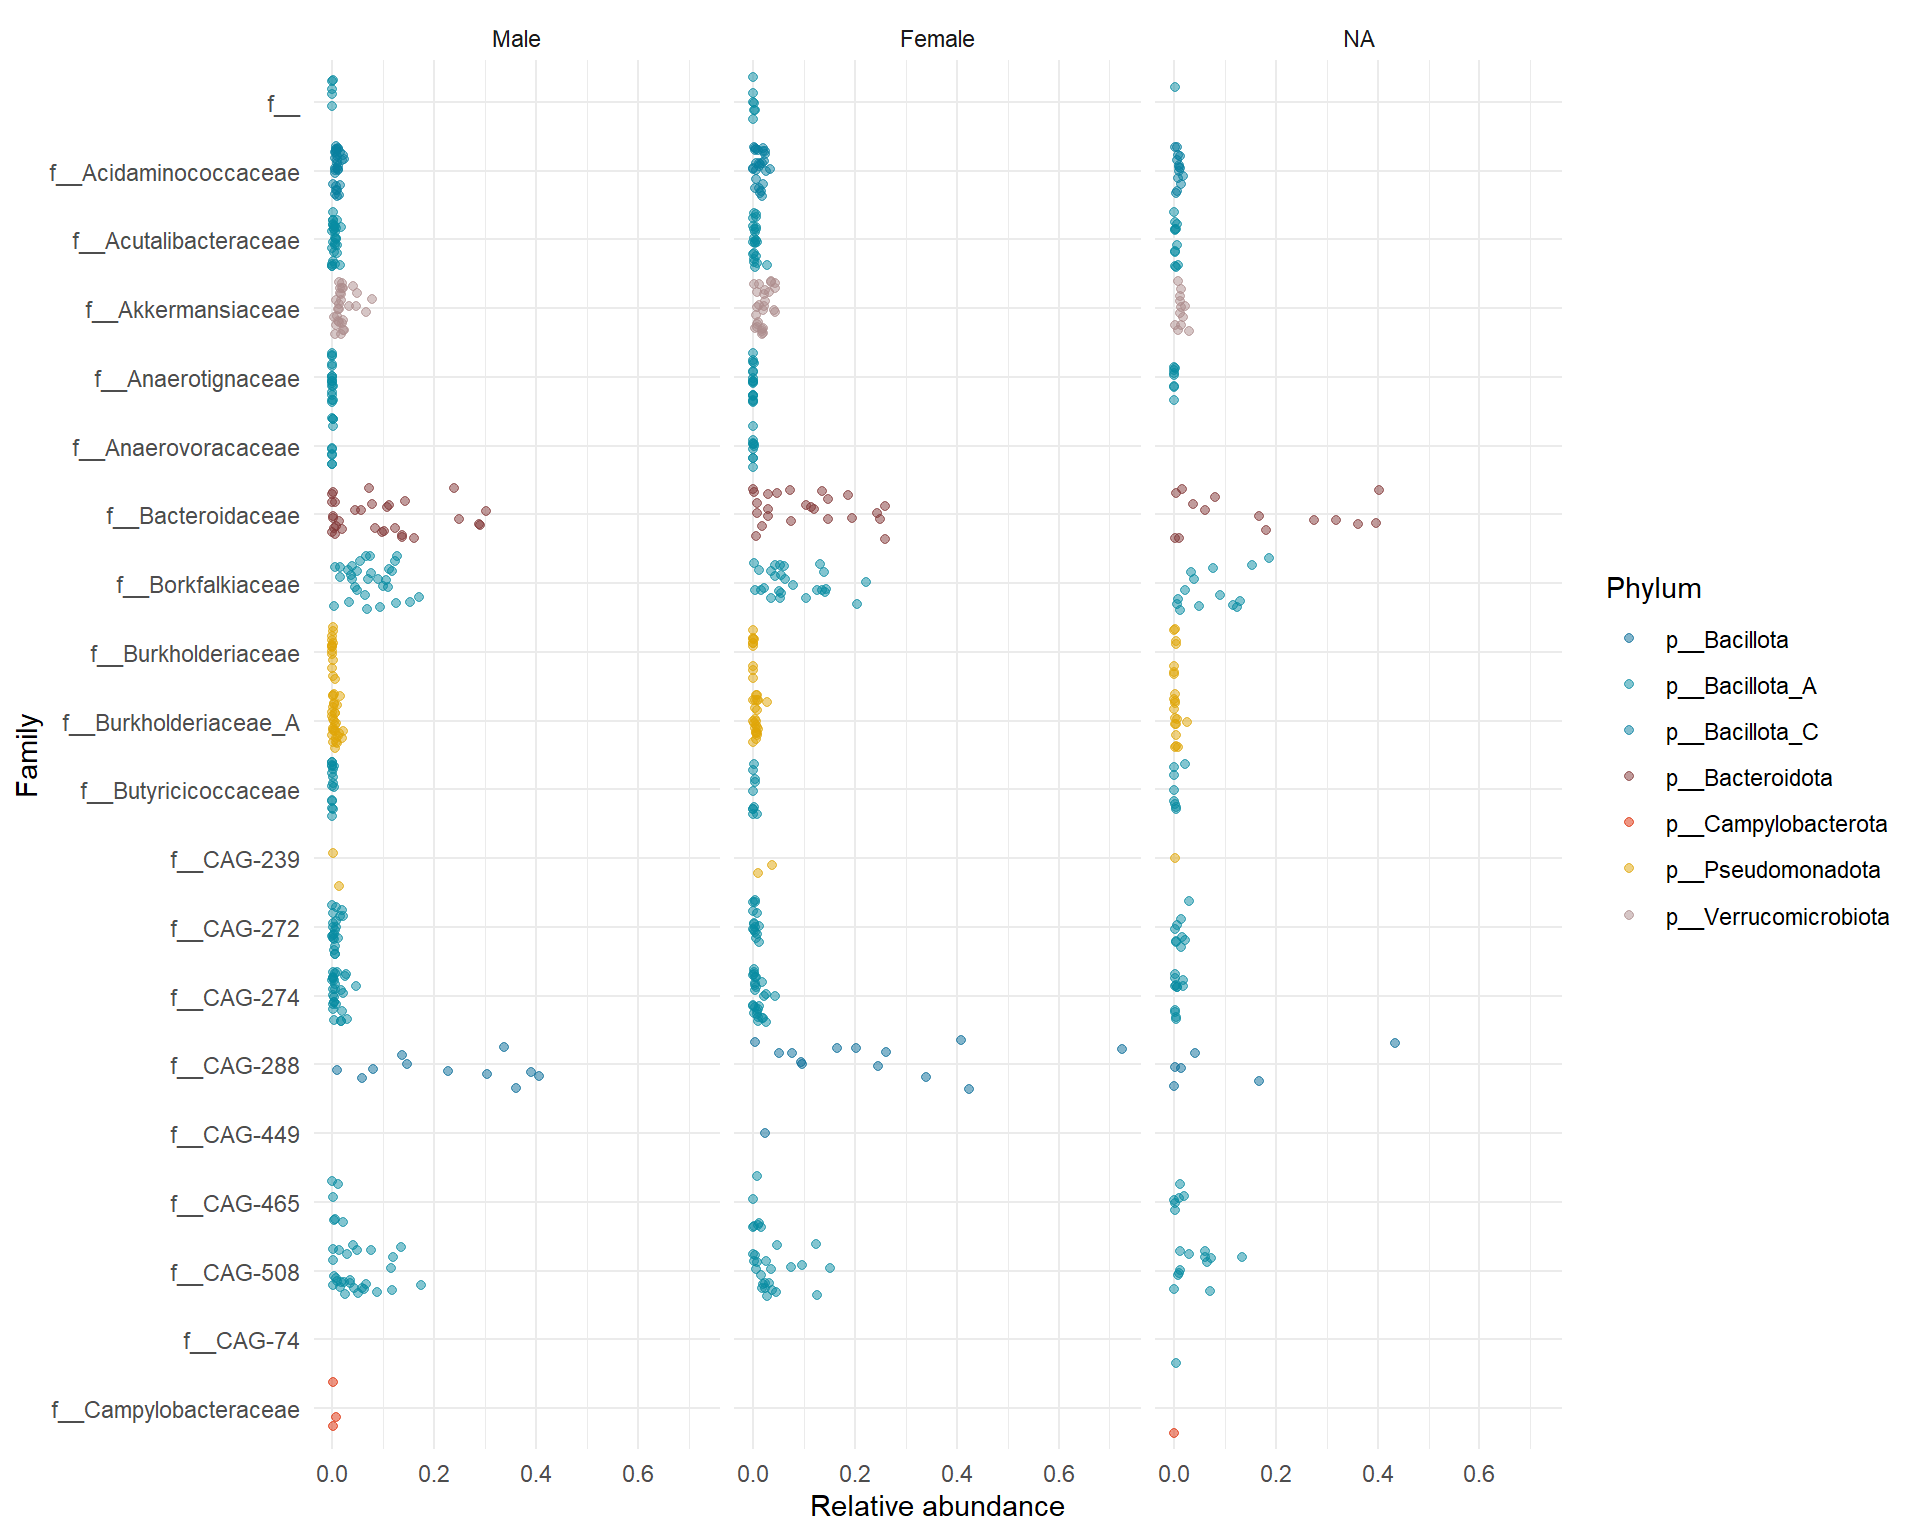 Male Female NA
f__
f__Acidaminococcaceae
f__Acutalibacteraceae
f__Akkermansiaceae
f__Anaerotignaceae
f__Anaerovoracaceae
f__Bacteroidaceae
f__Borkfalkiaceae
f__Burkholderiaceae
f__Burkholderiaceae_A
f__Butyricicoccaceae
f__CAG-239
f__CAG-272
f__CAG-274
f__CAG-288
f__CAG-449
f__CAG-465
f__CAG-508
f__CAG-74
f__Campylobacteraceae
Family
0.0 0.2 0.4 0.6 0.0 0.2 0.4 0.6 0.0 0.2 0.4 0.6
Relative abundance
Phylum
p__Bacillota
p__Bacillota_A
p__Bacillota_C
p__Bacteroidota
p__Campylobacterota
p__Pseudomonadota
p__Verrucomicrobiota